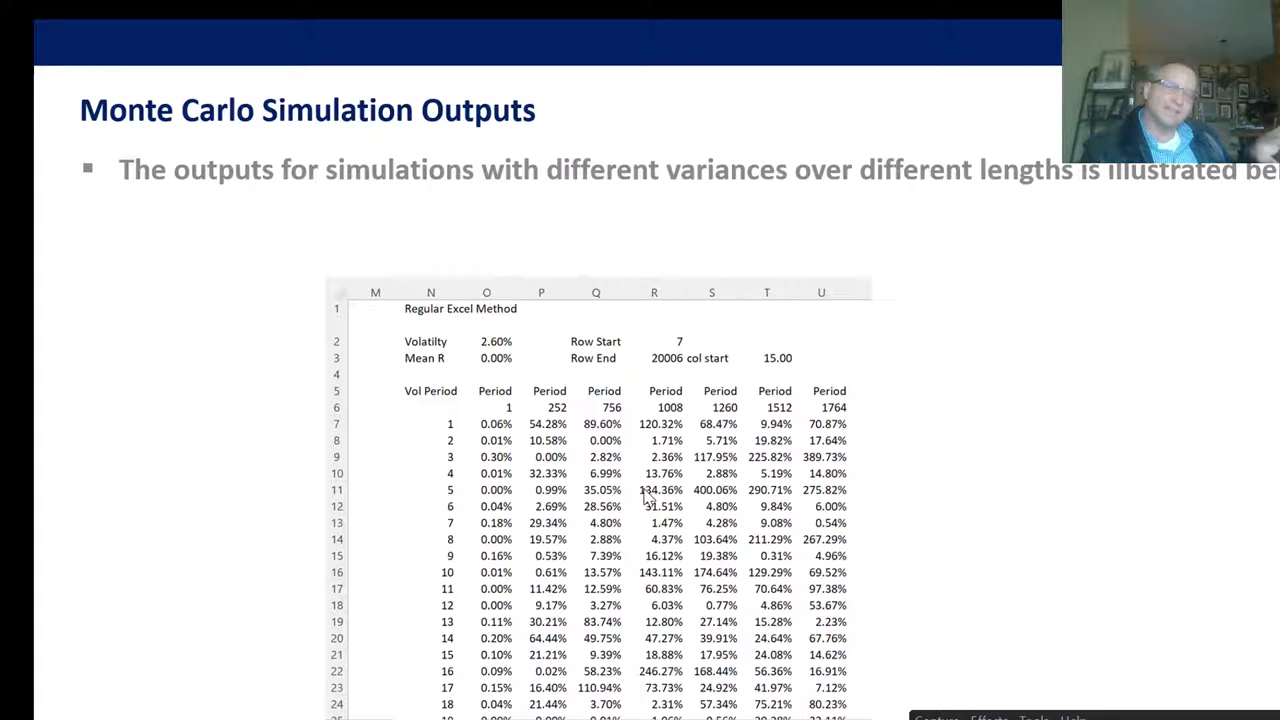 Monte Carlo Simulation Outputs
▪ The outputs for simulations with different variances over different lengths is illustrated
M N O P Q R S T U
1 Regular Excel Method
2 Volatilty 2.60% Row Start 7
3 Mean R 0.00% Row End 20006 col start 15.00
4
5 Vol Period Period Period Period Period Period Period Period
6 1 252 756 1008 1260 1512 1764
7 1 0.06% 54.28% 89.60% 120.32% 68.47% 9.94% 70.87%
8 2 0.01% 10.58% 0.00% 1.71% 5.71% 19.82% 17.64%
9 3 0.30% 0.00% 2.82% 2.36% 117.95% 225.82% 389.73%
10 4 0.01% 32.33% 6.99% 13.76% 2.88% 5.19% 14.80%
11 5 0.00% 0.99% 35.05% 134.36% 400.06% 290.71% 275.82%
12 6 0.04% 2.69% 28.56% 31.51% 4.80% 9.84% 6.00%
13 7 0.18% 29.34% 4.80% 1.47% 4.28% 9.08% 0.54%
14 8 0.00% 19.57% 2.88% 4.37% 103.64% 211.29% 267.29%
15 9 0.16% 0.53% 7.39% 16.12% 19.38% 0.31% 4.96%
16 10 0.01% 0.61% 13.57% 143.11% 174.64% 129.29% 69.52%
17 11 0.00% 11.42% 12.59% 60.83% 76.25% 70.64% 97.38%
18 12 0.00% 9.17% 3.27% 6.03% 0.77% 4.86% 53.67%
19 13 0.11% 30.21% 83.74% 12.80% 27.14% 15.28% 2.23%
20 14 0.20% 64.44% 49.75% 47.27% 39.91% 24.64% 67.76%
21 15 0.10% 21.21% 9.39% 18.88% 17.95% 24.08% 14.62%
22 16 0.09% 0.02% 58.23% 246.27% 168.44% 56.36% 16.91%
23 17 0.15% 16.40% 110.94% 73.73% 24.92% 41.97% 7.12%
24 18 0.04% 21.44% 3.70% 2.31% 57.34% 75.21% 80.23%
Capture Effects Tools Help